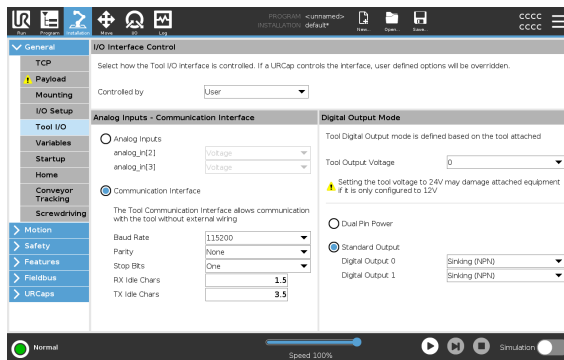 PROGRAM <unnamed>
INSTALLATION default*
CCCC
CCCC
Run Program Installation Move I/O Log New... Open... Save...
General
TCP
Payload
Mounting
I/O Setup
Tool I/O
Variables
Startup
Home
Conveyor
Tracking
Screwdriving
Motion
Safety
Features
Fieldbus
URCaps
I/O Interface Control
Select how the Tool I/O interface is controlled. If a URCap controls the interface, user defined options will be overridden.
Controlled by User
Analog Inputs - Communication Interface
Analog Inputs
analog_in[2] Voltage
analog_in[3] Voltage
Communication Interface
The Tool Communication Interface allows communication
with the tool without external wiring
Baud Rate 115200
Parity None
Stop Bits One
RX Idle Chars 1.5
TX Idle Chars 3.5
Digital Output Mode
Tool Digital Output mode is defined based on the tool attached
Tool Output Voltage 0
Setting the tool voltage to 24V may damage attached equipment
if it is only configured to 12V
Dual Pin Power
Standard Output
Digital Output 0 Sinking (NPN)
Digital Output 1 Sinking (NPN)
Normal
Speed 100%
Simulation